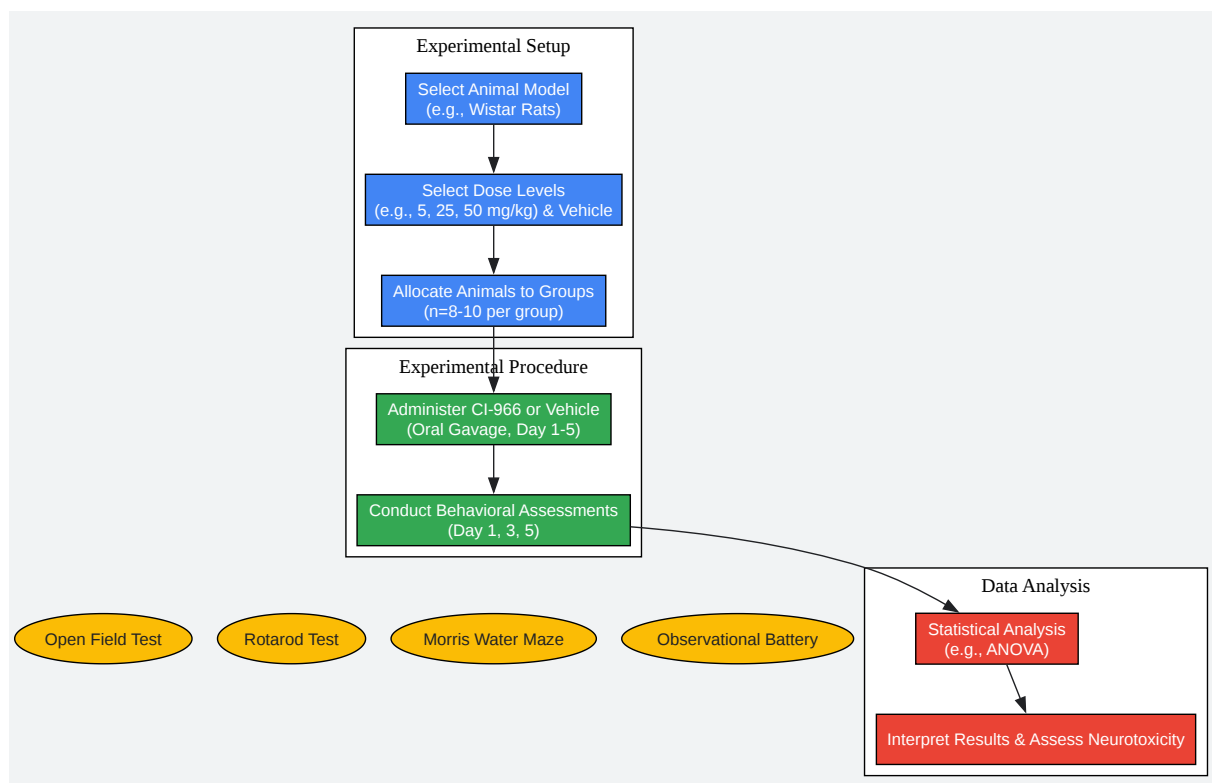 Experimental Setup
Select Animal Model
(e.g., Wistar Rats)
Select Dose Levels
(e.g., 5, 25, 50 mg/kg) & Vehicle
Allocate Animals to Groups
(n=8-10 per group)
Experimental Procedure
Administer CI-966 or Vehicle
(Oral Gavage, Day 1-5)
Conduct Behavioral Assessments
(Day 1, 3, 5)
Open Field Test
Rotarod Test
Morris Water Maze
Observational Battery
Data Analysis
Statistical Analysis
(e.g., ANOVA)
Interpret Results & Assess Neurotoxicity